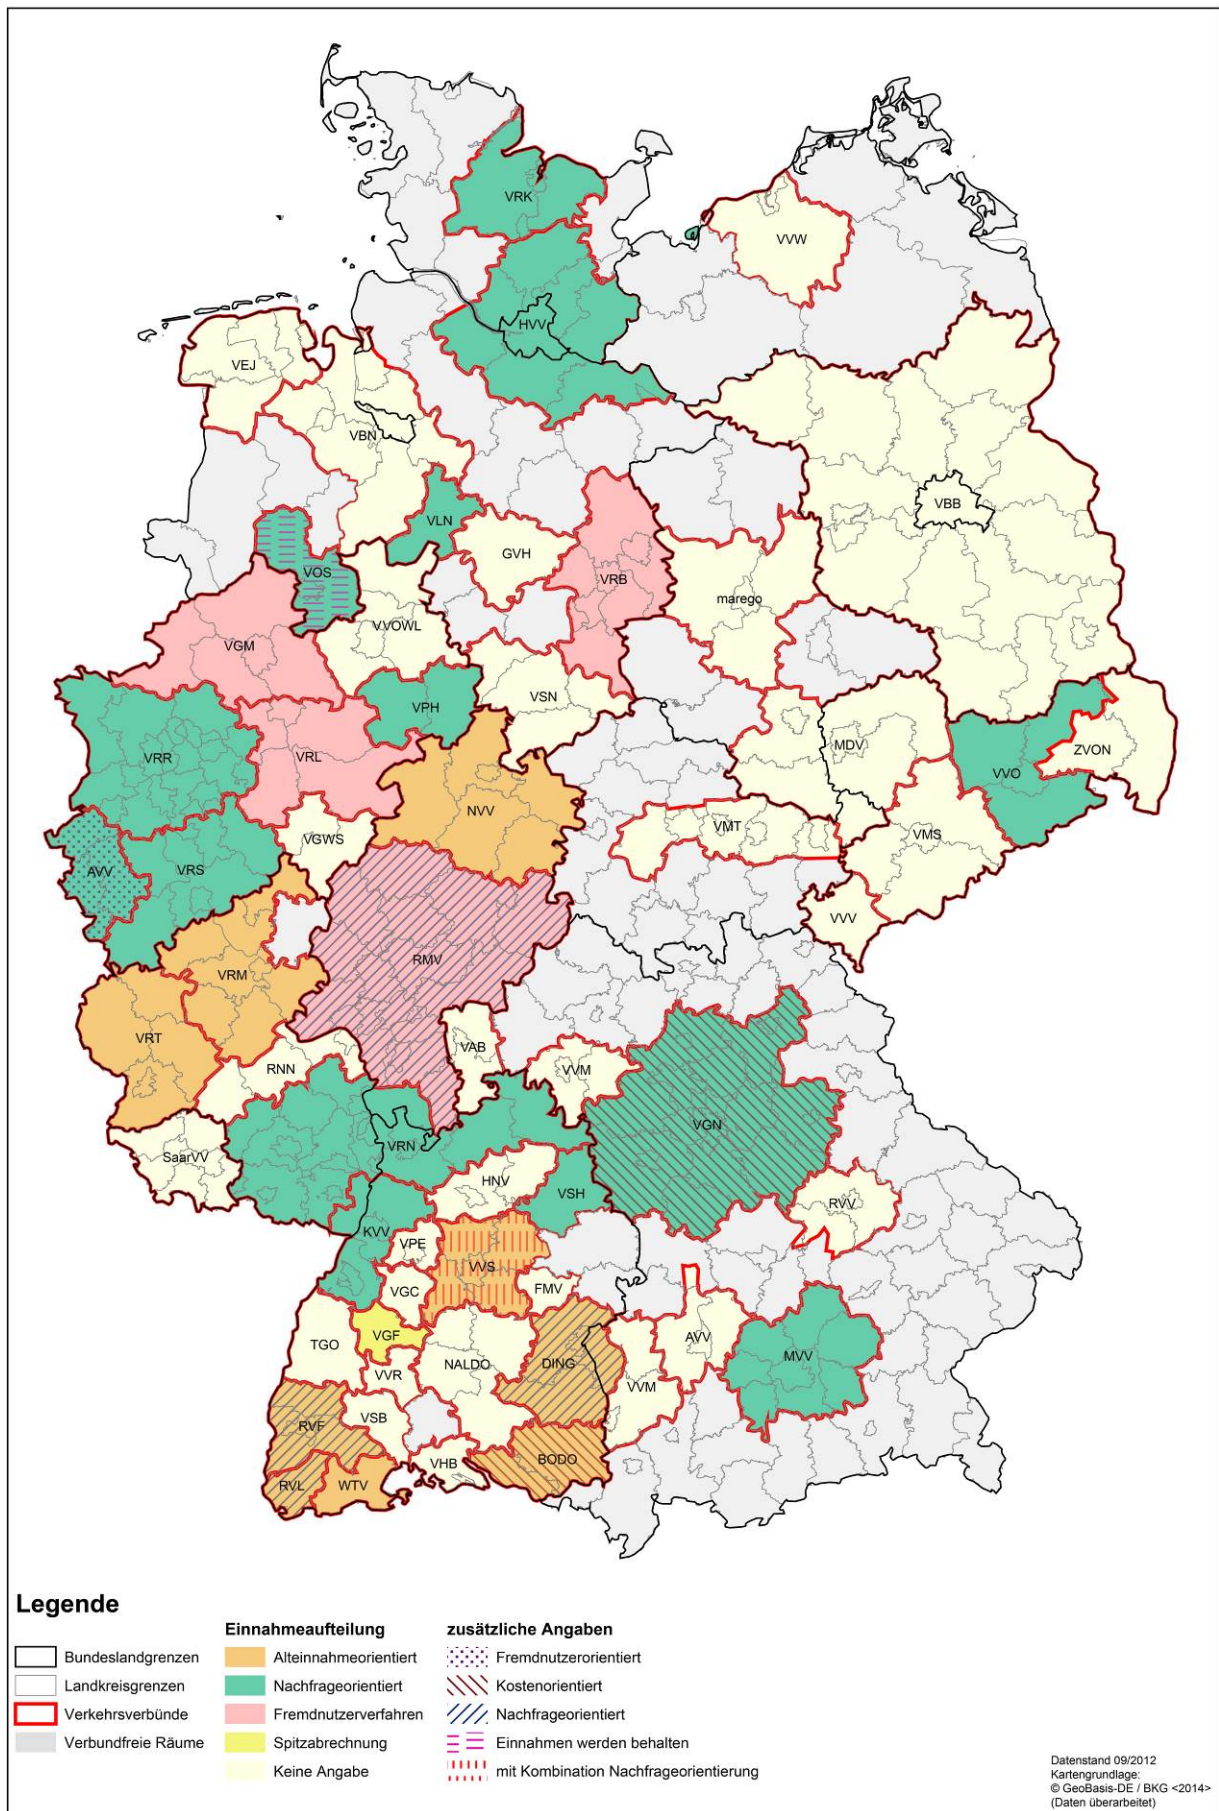 VRK
VVW
HVV
VEJ
VBN
VBB
VLN
GVH
VOS
VRB
marego
VVOWL
VGM
VSN
VPH
MDV
ZVON
VRR
VRL
VVO
NVV
VMT
VMS
VGWS
AVV
VRS
VVV
RMV
VRM
VRT
VAB
RNN
VVM
VGN
VRN
SaarVV
HNV
VSH
RVV
KVV
VPE
VVS
VGC
FMV
TGO
VGF
AVV
NALDO
DING
MVV
VVR
VVM
VSB
RVF
VHB
BODO
RVL
WTV
Legende
Einnahmeaufteilung
zusätzliche Angaben
Bundeslandgrenzen
Alteinnahmeorientiert
Fremdnutzerorientiert
Landkreisgrenzen
Nachfrageorientiert
Kostenorientiert
Verkehrsverbünde
Fremdnutzerverfahren
Nachfrageorientiert
Verbundfreie Räume
Spitzabrechnung
Einnahmen werden behalten
Keine Angabe
mit Kombination Nachfrageorientierung
Datenstand 09/2012
Kartengrundlage:
© GeoBasis-DE / BKG <2014>
(Daten überarbeitet)